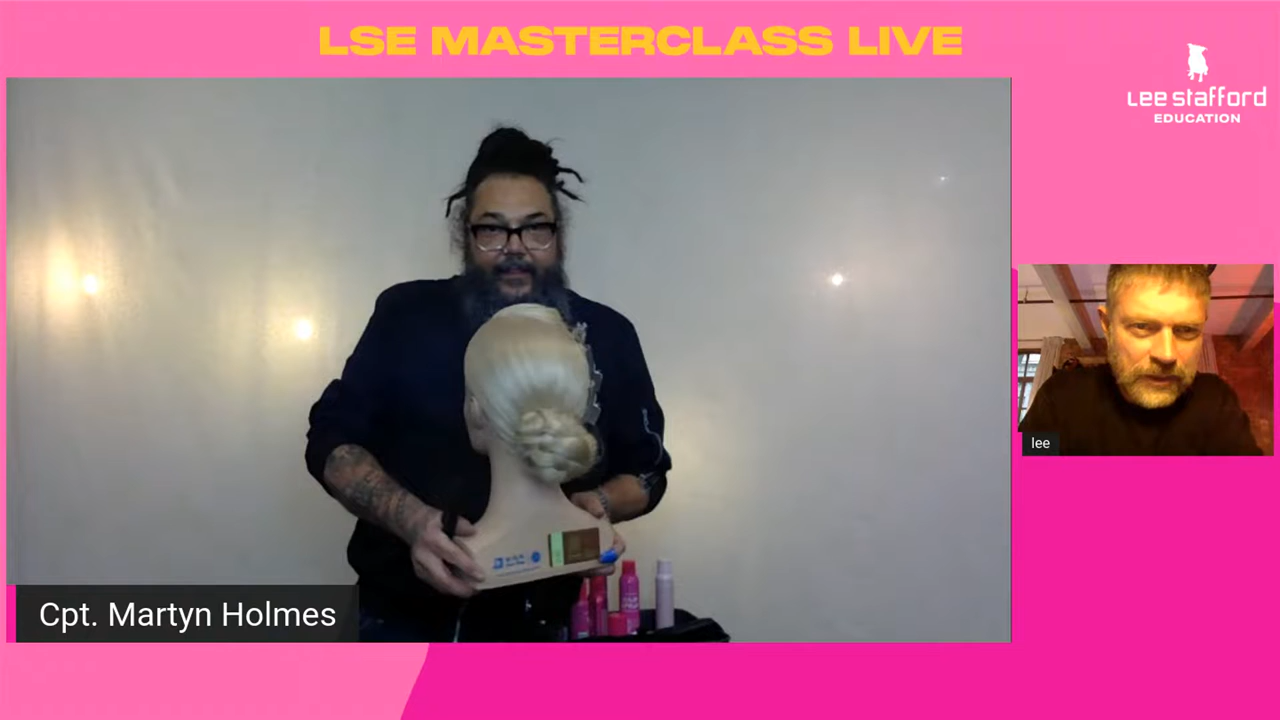 LSE MASTERCLASS LIVE
Lee stafford
EDUCATION
lee
Cpt. Martyn Holmes